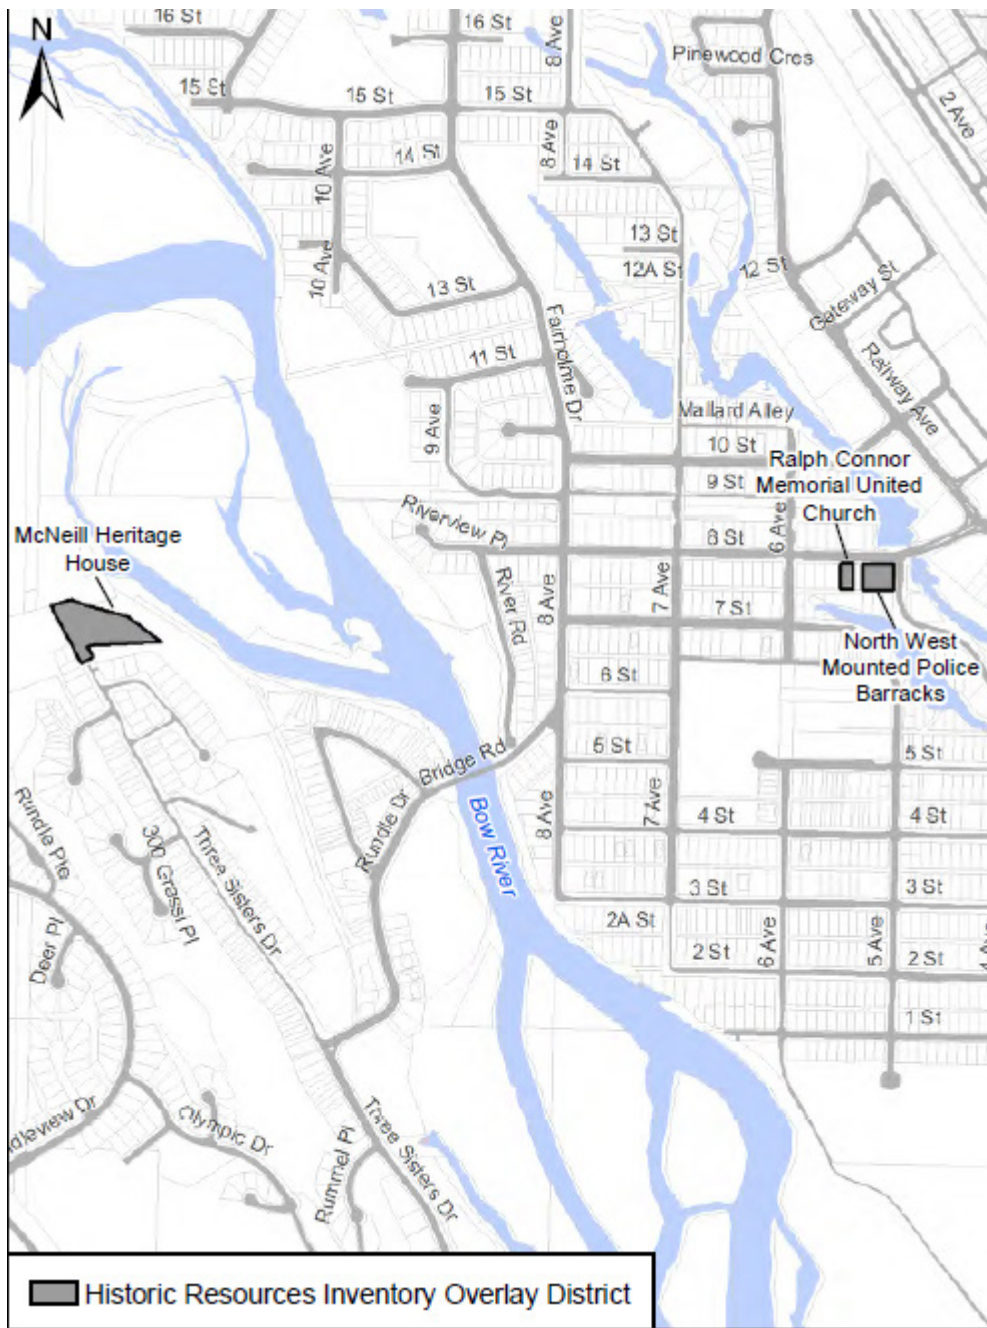 N
16 St
16 St
8 Ave
Pinewood Cres
15 St
15 St
15 St
2 Ave
14 St
10 Ave
8 Ave
14 St
13 St
12A St
12 St
10 Ave
13 St
Gateway St
Fairholme Dr
11 St
Railway Ave
Mallard Alley
9 Ave
10 St
Ralph Connor
Memorial United
Church
9 St
6 Ave
Riverview Pl
8 St
McNeill Heritage
House
River Rd
8 Ave
7 Ave
7 St
North West
Mounted Police
Barracks
6 St
5 St
5 St
Bridge Rd
Rundle Dr
Bow River
8 Ave
7 Ave
4 St
4 St
Rundle Cre
300 Grassi Pl
Three Sisters Dr
3 St
3 St
2A St
Deer Pl
2 St
6 Ave
5 Ave
2 St
4 Ave
1 St
dleview Dr
Olympic Dr
Rummel Pl
Three Sisters Dr
Historic Resources Inventory Overlay District